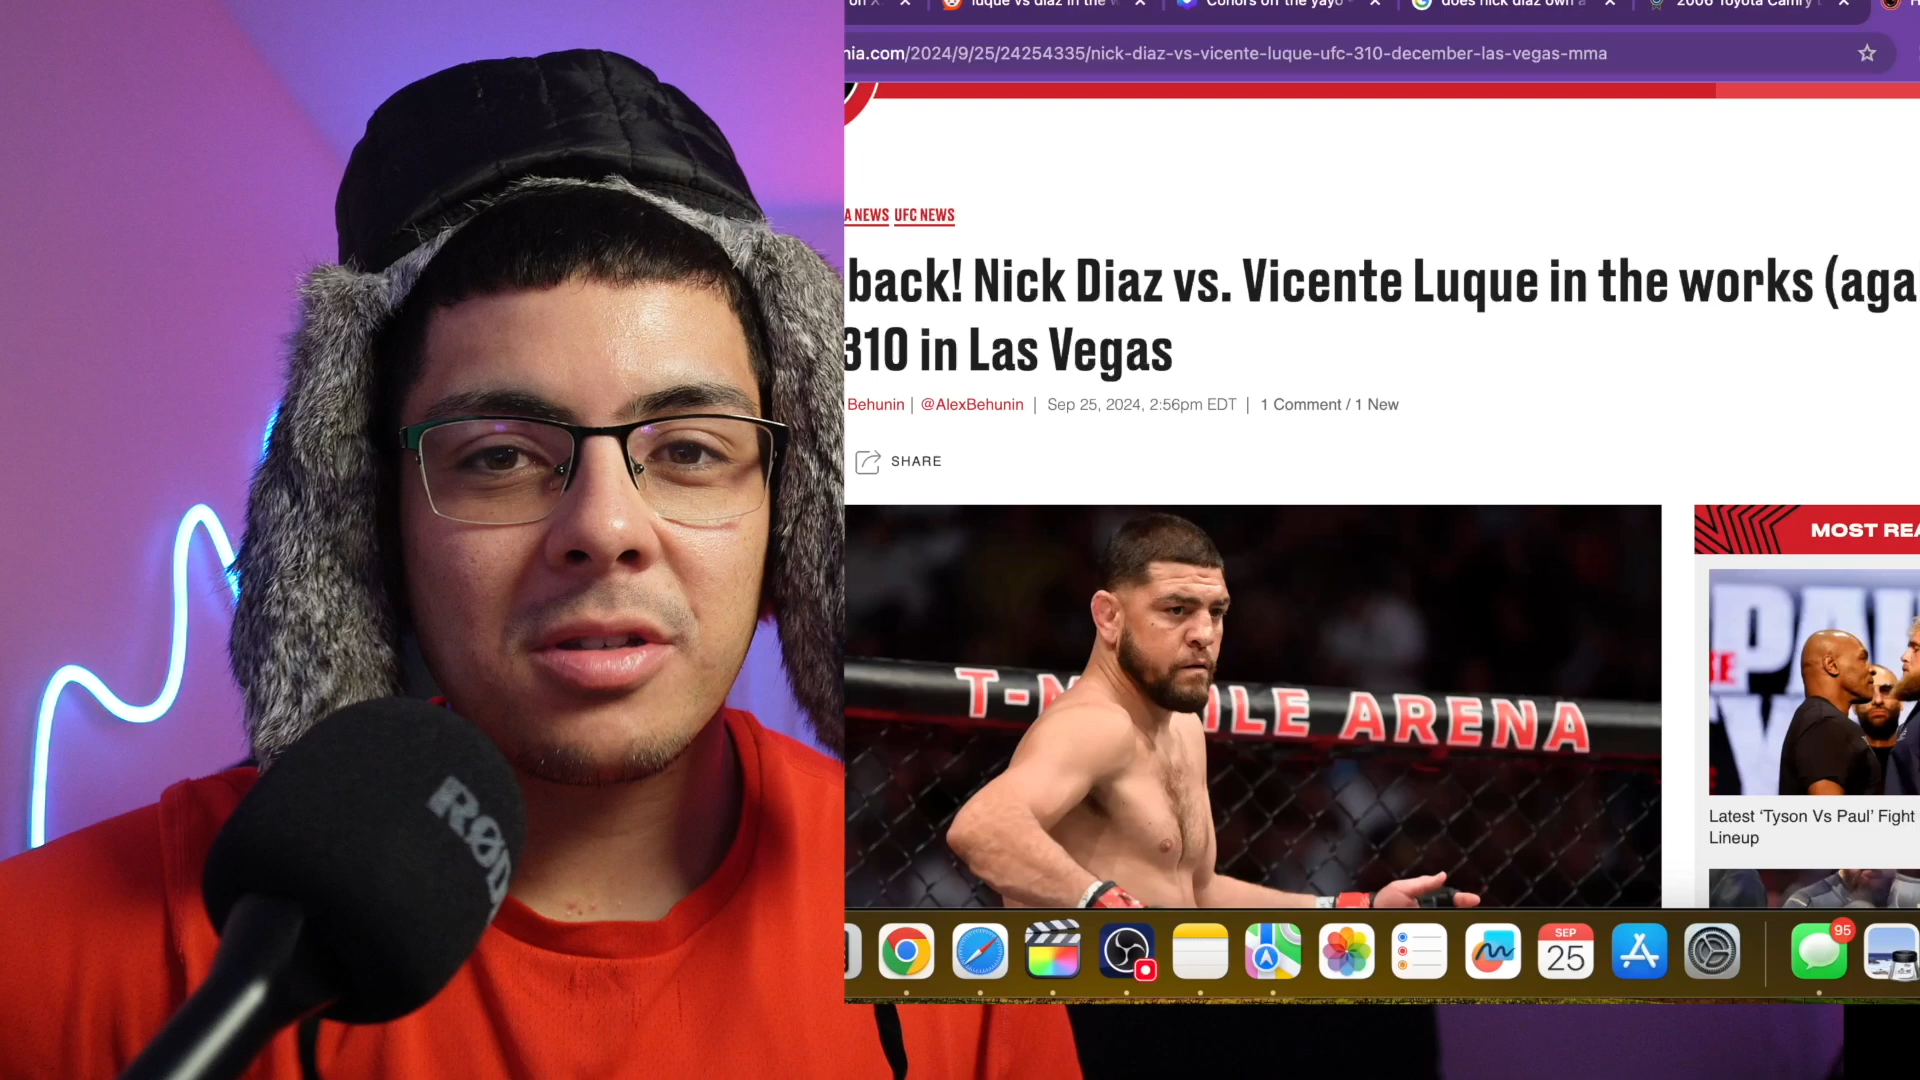 luque vs diaz in the
Conors on the yayo
does nick diaz own a
2006 Toyota Camry
nia.com/2024/9/25/24254335/nick-diaz-vs-vicente-luque-ufc-310-december-las-vegas-mma
A NEWS UFC NEWS
back! Nick Diaz vs. Vicente Luque in the works (aga
310 in Las Vegas
Behunin | @AlexBehunin | Sep 25, 2024, 2:56pm EDT | 1 Comment / 1 New
SHARE
MOST REA
T-MOBILE ARENA
Latest ‘Tyson Vs Paul’ Fight
Lineup
RØD
SEP
25
95